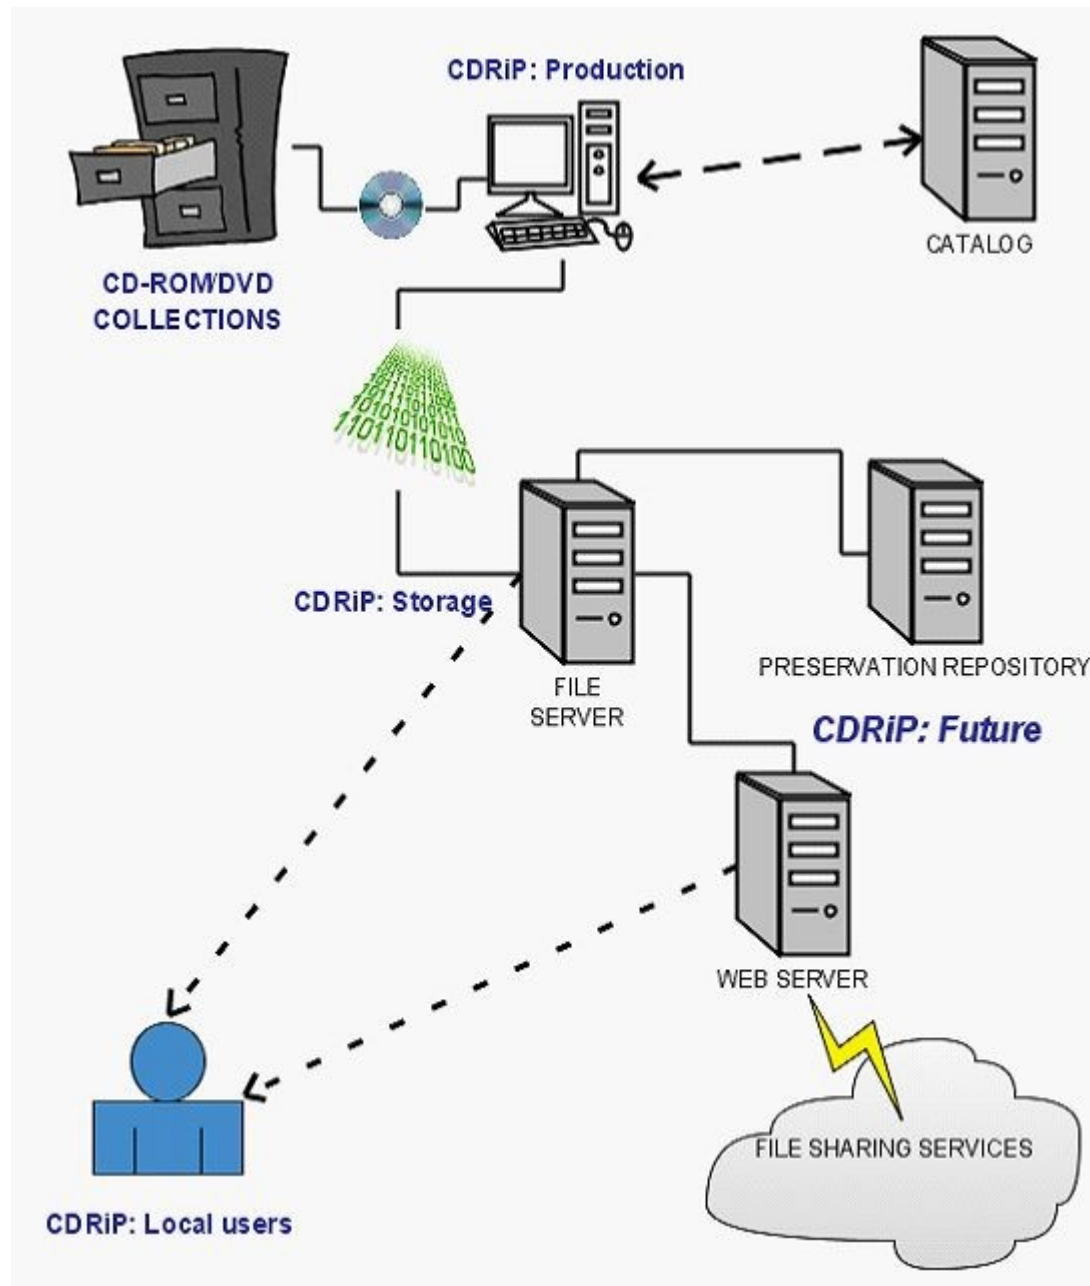 CDRiP: Production
CATALOG
CD-ROM/DVD
COLLECTIONS
110110110100
CDRiP: Storage
FILE
SERVER
PRESERVATION REPOSITORY
CDRiP: Future
WEB SERVER
FILE SHARING SERVICES
CDRiP: Local users